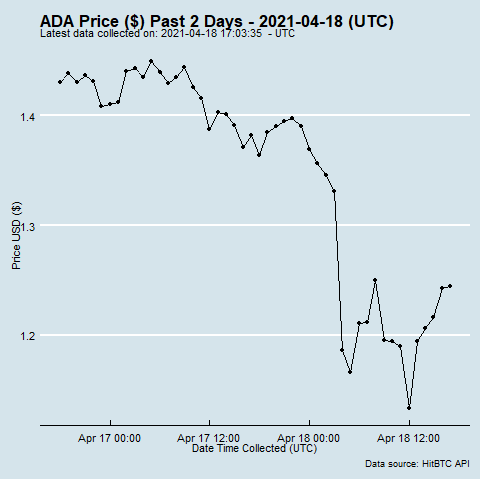 ADA Price ($) Past 2 Days - 2021-04-18 (UTC)
Latest data collected on: 2021-04-18 17:03:35 - UTC
1.4
1.3
1.2
Price USD ($)
Apr 17 00:00 Apr 17 12:00 Apr 18 00:00 Apr 18 12:00
Date Time Collected (UTC)
Data source: HitBTC API